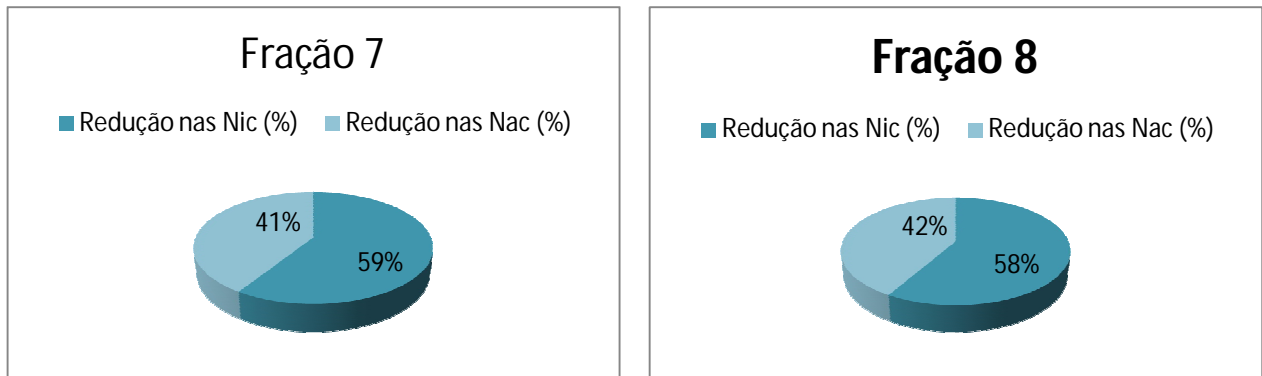 Fração 7
Redução nas Nic (%) Redução nas Nac (%)
41%
59%
Fração 8
Redução nas Nic (%) Redução nas Nac (%)
42%
58%